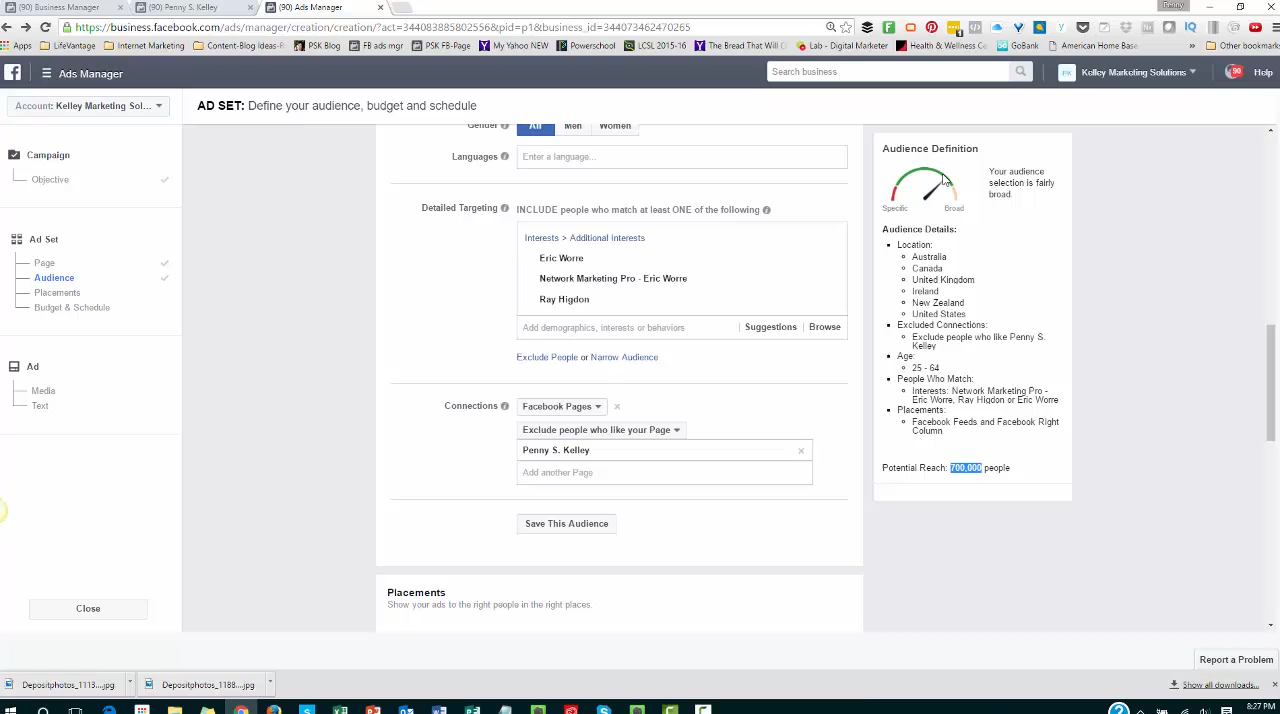 (90) Business Manager
(90) Penny S. Kelley
(90) Ads Manager
Penny
https://business.facebook.com/ads/manager/creation/creation/?act=344083885802556&pid=p1&business_id=344073462470265
Apps
LifeVantage
Internet Marketing
Content-Blog Ideas-F
PSK Blog
FB ads mgr
PSK FB-Page
My Yahoo NEW
Powerschool
LCSL 2015-16
The Bread That Will C
Lab - Digital Marketer
Health & Wellness Ce
GoBank
American Home Base
»
Other bookmarks
Ads Manager
Search business
Kelley Marketing Solutions
90
Help
Account: Kelley Marketing Sol...
AD SET: Define your audience, budget and schedule
Campaign
Objective
Ad Set
Page
Audience
Placements
Budget & Schedule
Ad
Media
Text
Close
Gender
All
Men
Women
Languages
Enter a language...
Detailed Targeting
INCLUDE people who match at least ONE of the following
Interests > Additional Interests
Eric Worre
Network Marketing Pro - Eric Worre
Ray Higdon
Add demographics, interests or behaviors
Suggestions
Browse
Exclude People or Narrow Audience
Connections
Facebook Pages
Exclude people who like your Page
Penny S. Kelley
Add another Page
Save This Audience
Placements
Show your ads to the right people in the right places.
Audience Definition
Your audience
selection is fairly
broad.
Specific
Broad
Audience Details:
Location:
Australia
Canada
United Kingdom
Ireland
New Zealand
United States
Excluded Connections:
Exclude people who like Penny S.
Kelley
Age:
25 - 64
People Who Match:
Interests: Network Marketing Pro -
Eric Worre, Ray Higdon or Eric Worre
Placements:
Facebook Feeds and Facebook Right
Column
Potential Reach: 700,000 people
Report a Problem
Depositphotos_1113....jpg
Depositphotos_1188....jpg
Show all downloads...
8:27 PM